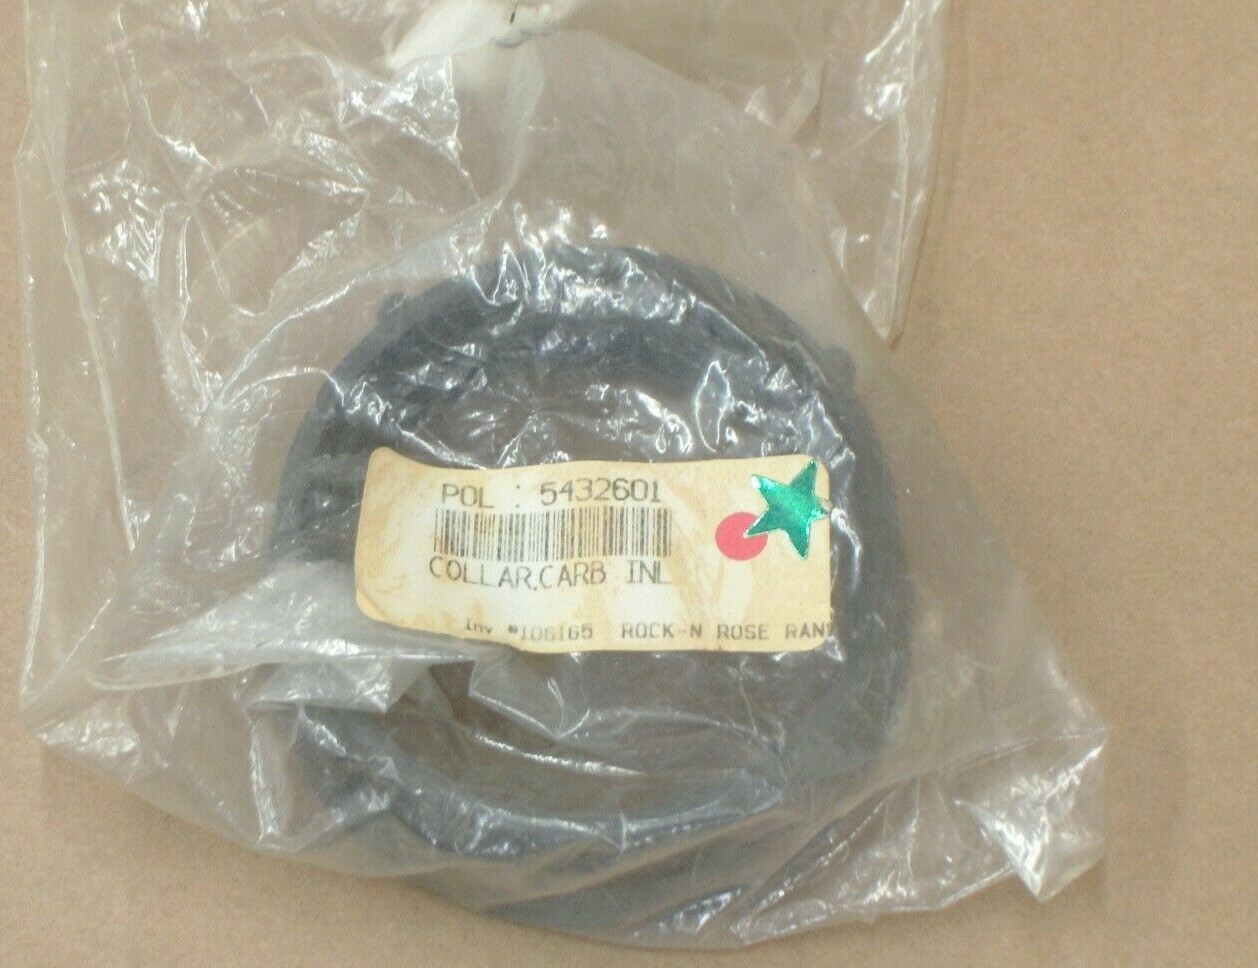 POL : 5432601
COLLAR,CARB INL
Inv #106165 ROCK-N ROSE RAN